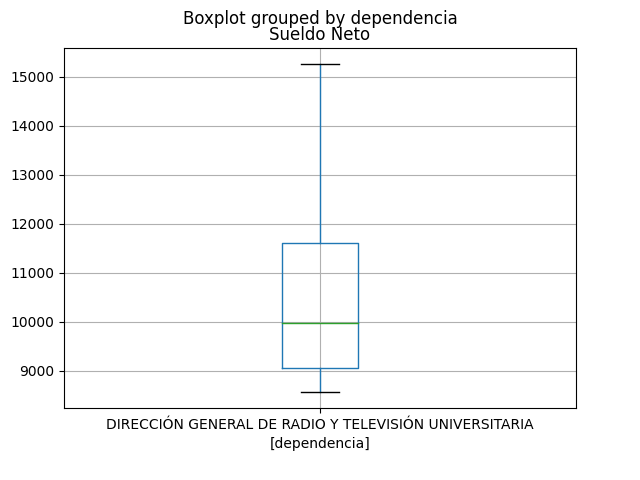 Boxplot grouped by dependencia
Sueldo Neto
15000
14000
13000
12000
11000
10000
9000
DIRECCIÓN GENERAL DE RADIO Y TELEVISIÓN UNIVERSITARIA
[dependencia]